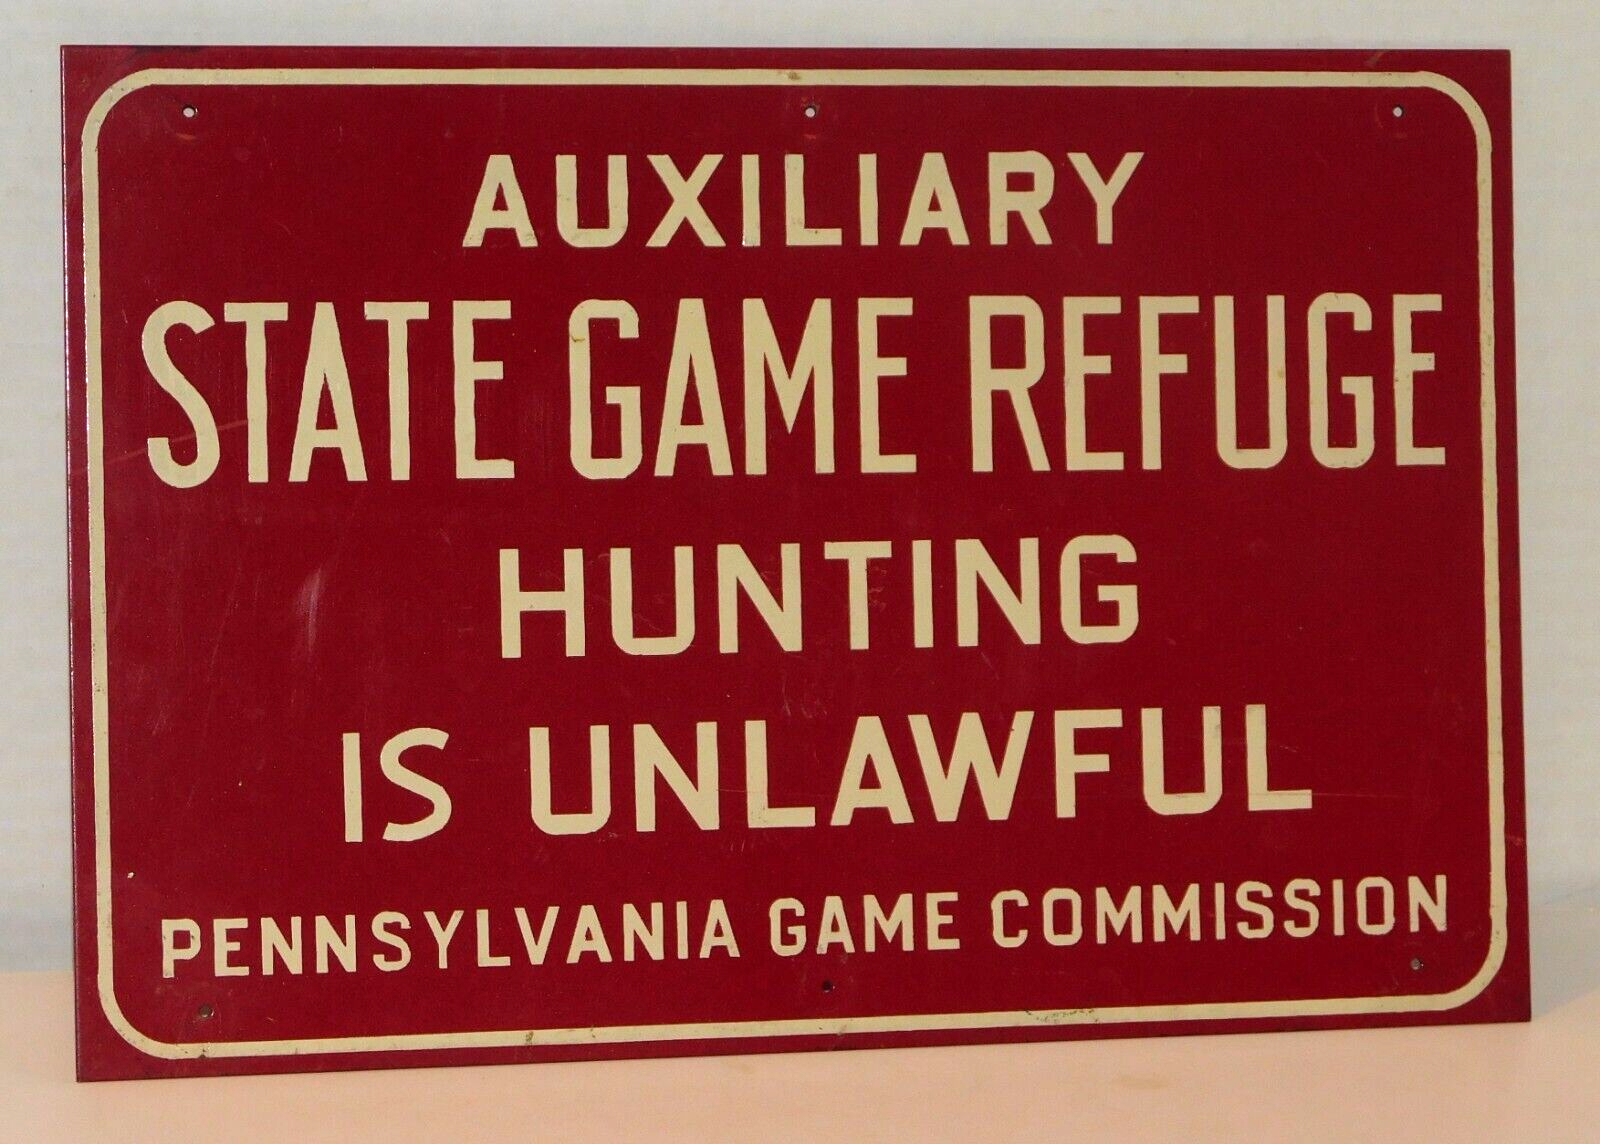 AUXILIARY
STATE GAME REFUGE
HUNTING
IS UNLAWFUL
PENNSYLVANIA GAME COMMISSION